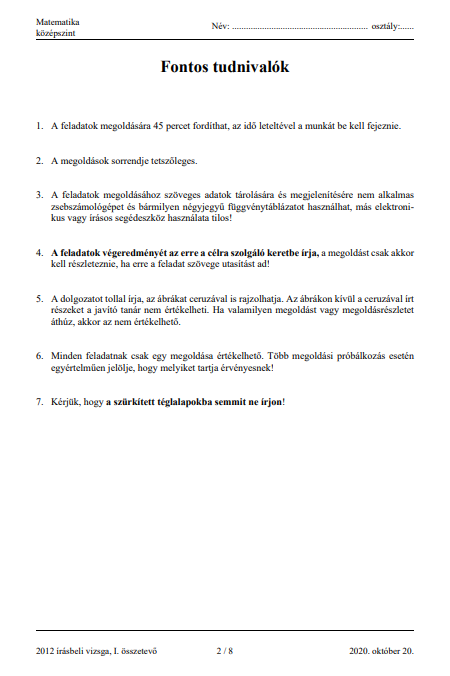 Matematika
középszint
Név: ........................................................... osztály:......
Fontos tudnivalók
1. A feladatok megoldására 45 percet fordíthat, az idő leteltével a munkát be kell fejeznie.
2. A megoldások sorrendje tetszőleges.
3. A feladatok megoldásához szöveges adatok tárolására és megjelenítésére nem alkalmas
zsebszámológépet és bármilyen négyjegyű függvénytáblázatot használhat, más elektroni-
kus vagy írásos segédeszköz használata tilos!
4. A feladatok végeredményét az erre a célra szolgáló keretbe írja, a megoldást csak akkor
kell részleteznie, ha erre a feladat szövege utasítást ad!
5. A dolgozatot tollal írja, az ábrákat ceruzával is rajzolhatja. Az ábrákon kívül a ceruzával írt
részeket a javító tanár nem értékelheti. Ha valamilyen megoldást vagy megoldásrészletet
áthúz, akkor az nem értékelhető.
6. Minden feladatnak csak egy megoldása értékelhető. Több megoldási próbálkozás esetén
egyértelműen jelölje, hogy melyiket tartja érvényesnek!
7. Kérjük, hogy a szürkített téglalapokba semmit ne írjon!
2012 írásbeli vizsga, I. összetevő
2 / 8
2020. október 20.